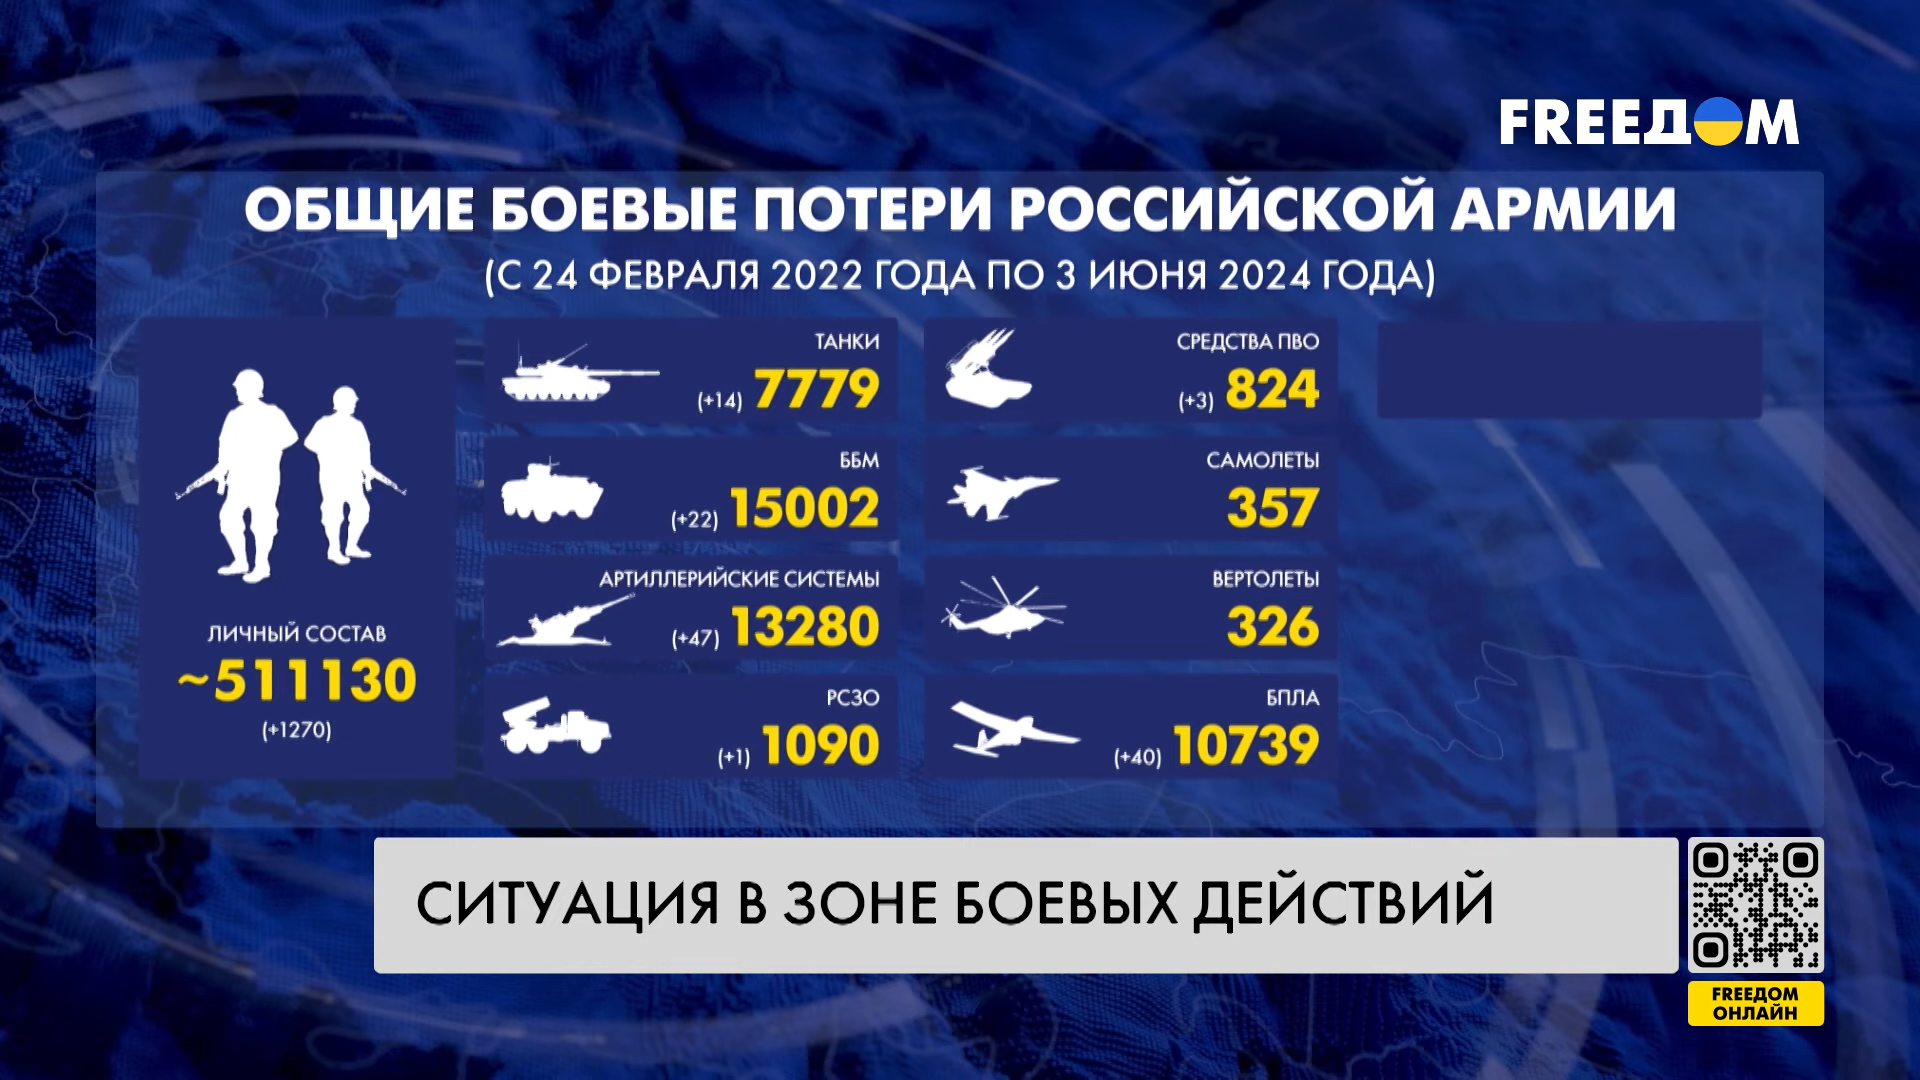 FREEДOM
ОБЩИЕ БОЕВЫЕ ПОТЕРИ РОССИЙСКОЙ АРМИИ
(С 24 ФЕВРАЛЯ 2022 ГОДА ПО 3 ИЮНЯ 2024 ГОДА)
ЛИЧНЫЙ СОСТАВ
~511130
(+1270)
ТАНКИ
(+14) 7779
ББМ
(+22) 15002
АРТИЛЛЕРИЙСКИЕ СИСТЕМЫ
(+47) 13280
РСЗО
(+1) 1090
СРЕДСТВА ПВО
(+3) 824
САМОЛЕТЫ
357
ВЕРТОЛЕТЫ
326
БПЛА
(+40) 10739
СИТУАЦИЯ В ЗОНЕ БОЕВЫХ ДЕЙСТВИЙ
FREEДOM
ОНЛАЙН